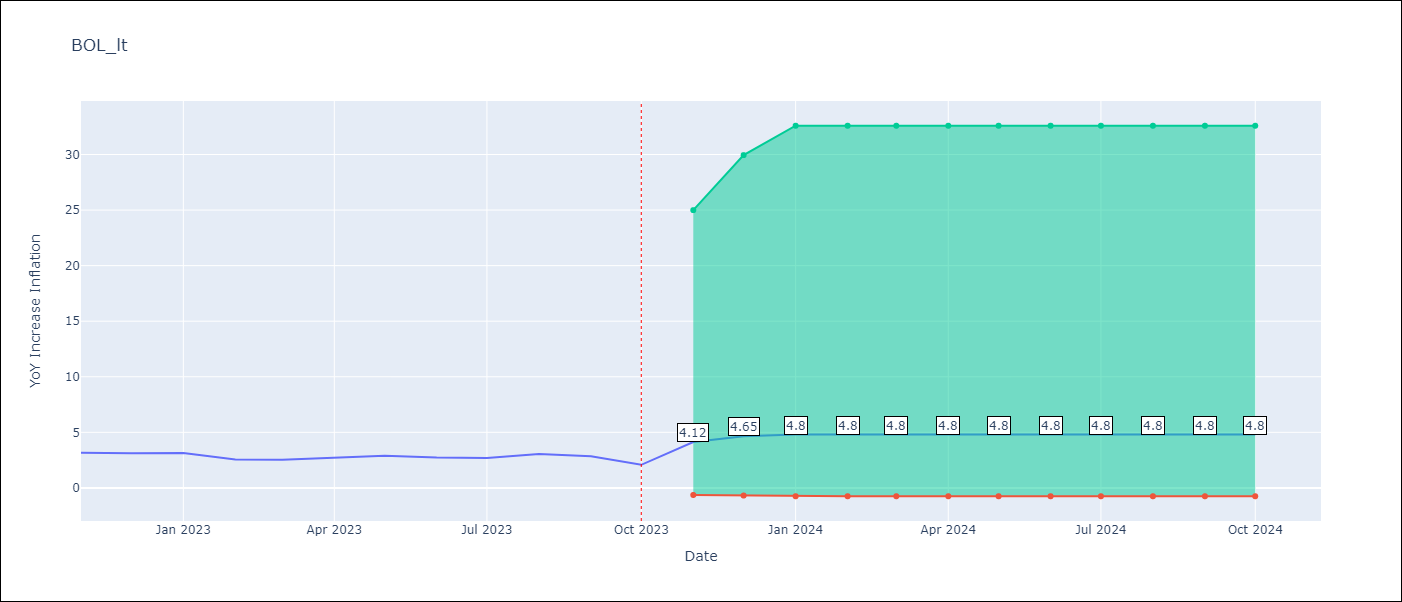 BOL_lt
YoY Increase Inflation
30
25
20
15
10
5
0
4.12
4.65
4.8
4.8
4.8
4.8
4.8
4.8
4.8
4.8
4.8
4.8
Jan 2023
Apr 2023
Jul 2023
Oct 2023
Jan 2024
Apr 2024
Jul 2024
Oct 2024
Date